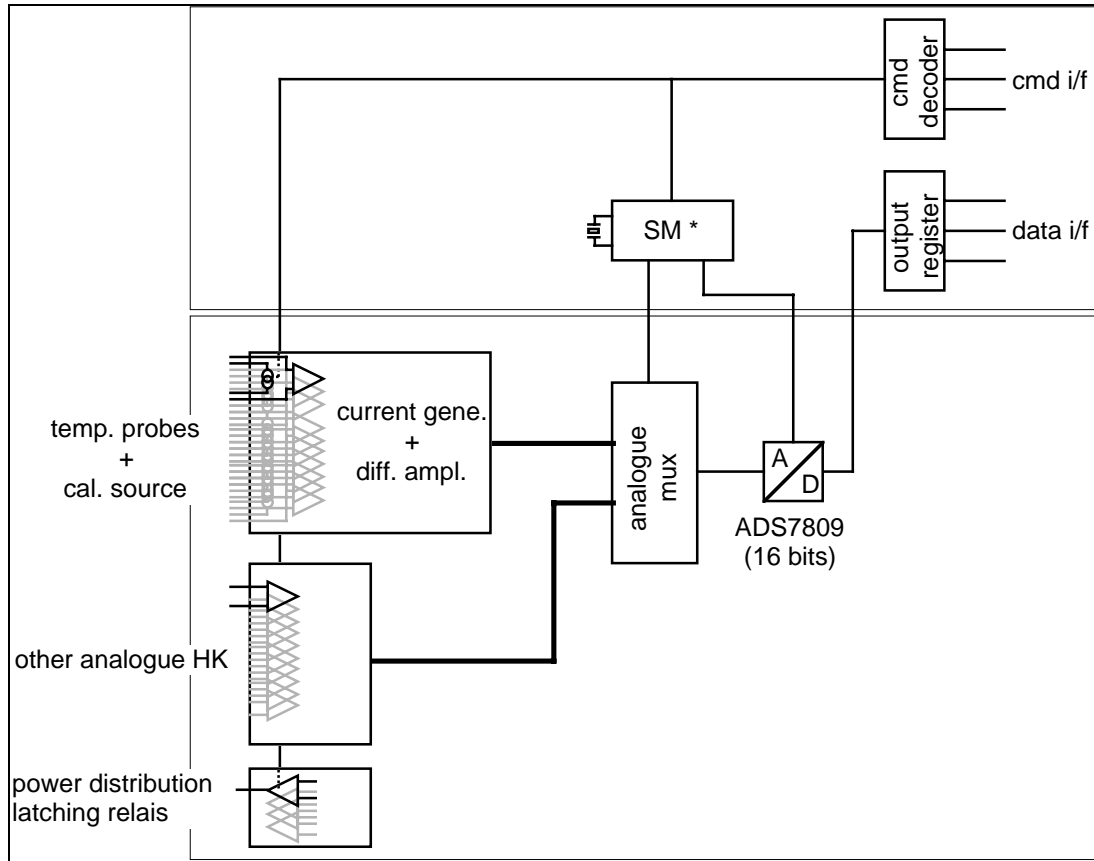 cmd
decoder
cmd i/f
SM *
output
register
data i/f
temp. probes
+
cal. source
current gene.
+
diff. ampl.
analogue
mux
A
D
ADS7809
(16 bits)
other analogue HK
power distribution
latching relais